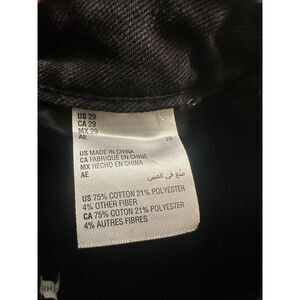 US 29
CA 29
MX 29
AE 29
US MADE IN CHINA
CA FABRIQUÉ EN CHINE
MX HECHO EN CHINA
AE صنع في الصين
US 75% COTTON 21% POLYESTER
4% OTHER FIBER
CA 75% COTON 21% POLYESTER
4% AUTRES FIBRES